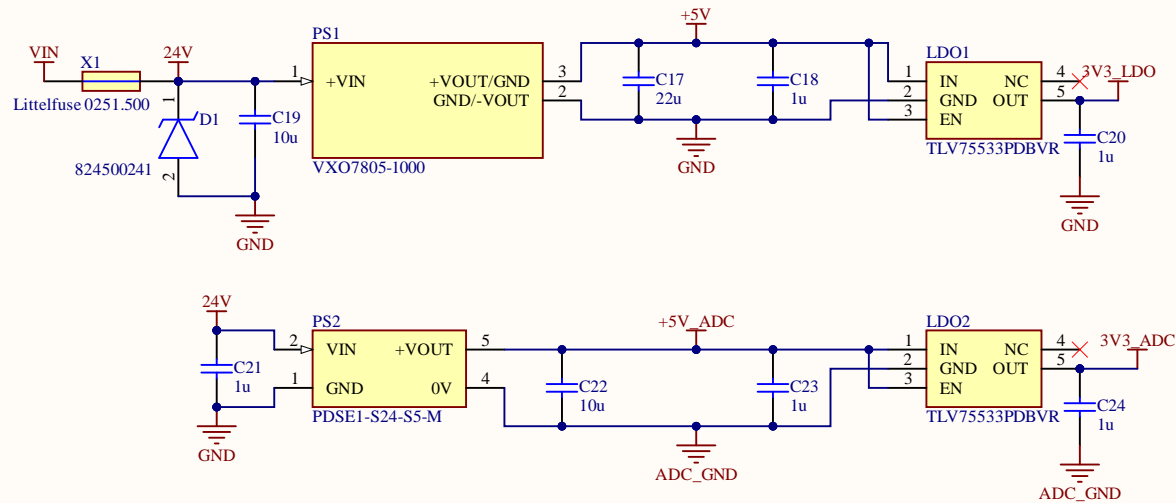 +5V
VIN
24V
PS1
LDO1
X1
3V3_LDO
1
+VIN
+VOUT/GND
3
C17
C18
1
IN
NC
4
Littelfuse 0251.500
1
D1
C19
GND/-VOUT
2
22u
1u
2
GND
OUT
5
10u
3
EN
C20
824500241
2
VXO7805-1000
GND
TLV75533PDBVR
1u
GND
GND
24V
PS2
+5V_ADC
LDO2
3V3_ADC
2
VIN
+VOUT
5
1
IN
NC
4
C21
1u
1
GND
0V
4
C22
10u
C23
1u
2
GND
OUT
5
3
EN
PDSE1-S24-S5-M
TLV75533PDBVR
C24
1u
GND
ADC_GND
ADC_GND